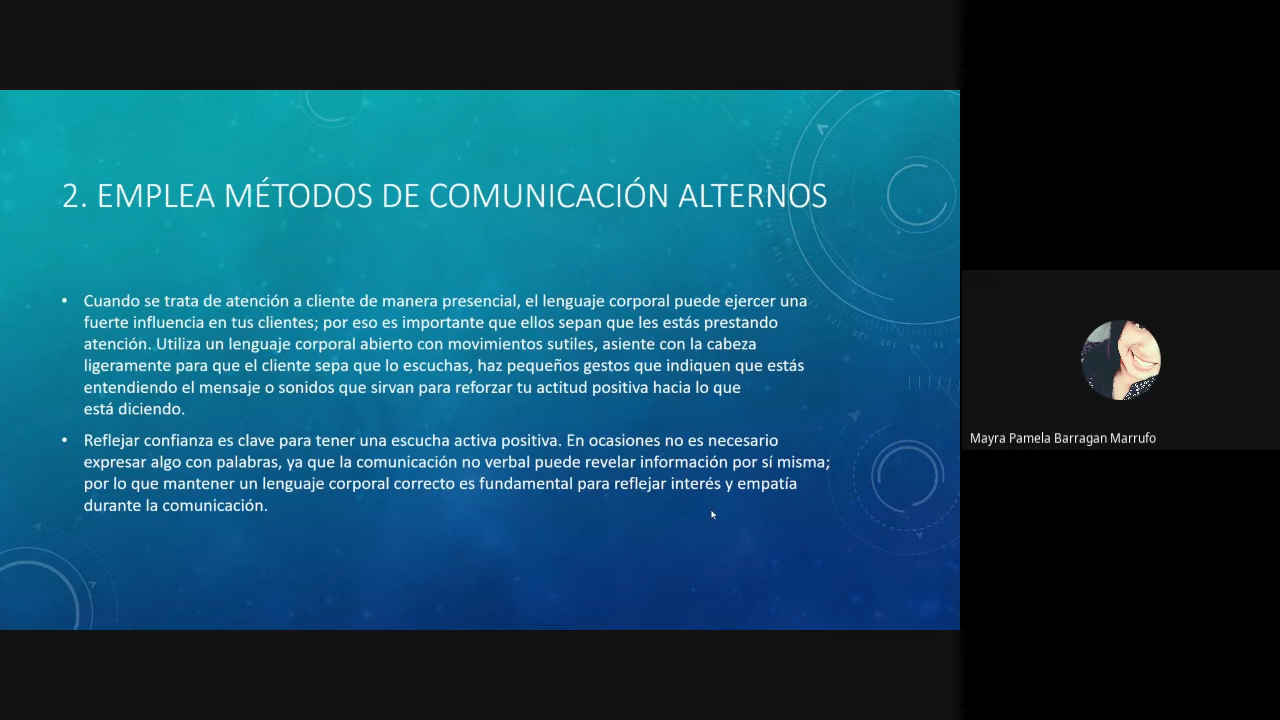 2. EMPLEA MÉTODOS DE COMUNICACIÓN ALTERNOS
• Cuando se trata de atención a cliente de manera presencial, el lenguaje corporal puede ejercer una
fuerte influencia en tus clientes; por eso es importante que ellos sepan que les estás prestando
atención. Utiliza un lenguaje corporal abierto con movimientos sutiles, asiente con la cabeza
ligeramente para que el cliente sepa que lo escuchas, haz pequeños gestos que indiquen que estás
entendiendo el mensaje o sonidos que sirvan para reforzar tu actitud positiva hacia lo que
está diciendo.
• Reflejar confianza es clave para tener una escucha activa positiva. En ocasiones no es necesario
expresar algo con palabras, ya que la comunicación no verbal puede revelar información por sí misma;
por lo que mantener un lenguaje corporal correcto es fundamental para reflejar interés y empatía
durante la comunicación.
Mayra Pamela Barragan Marrufo